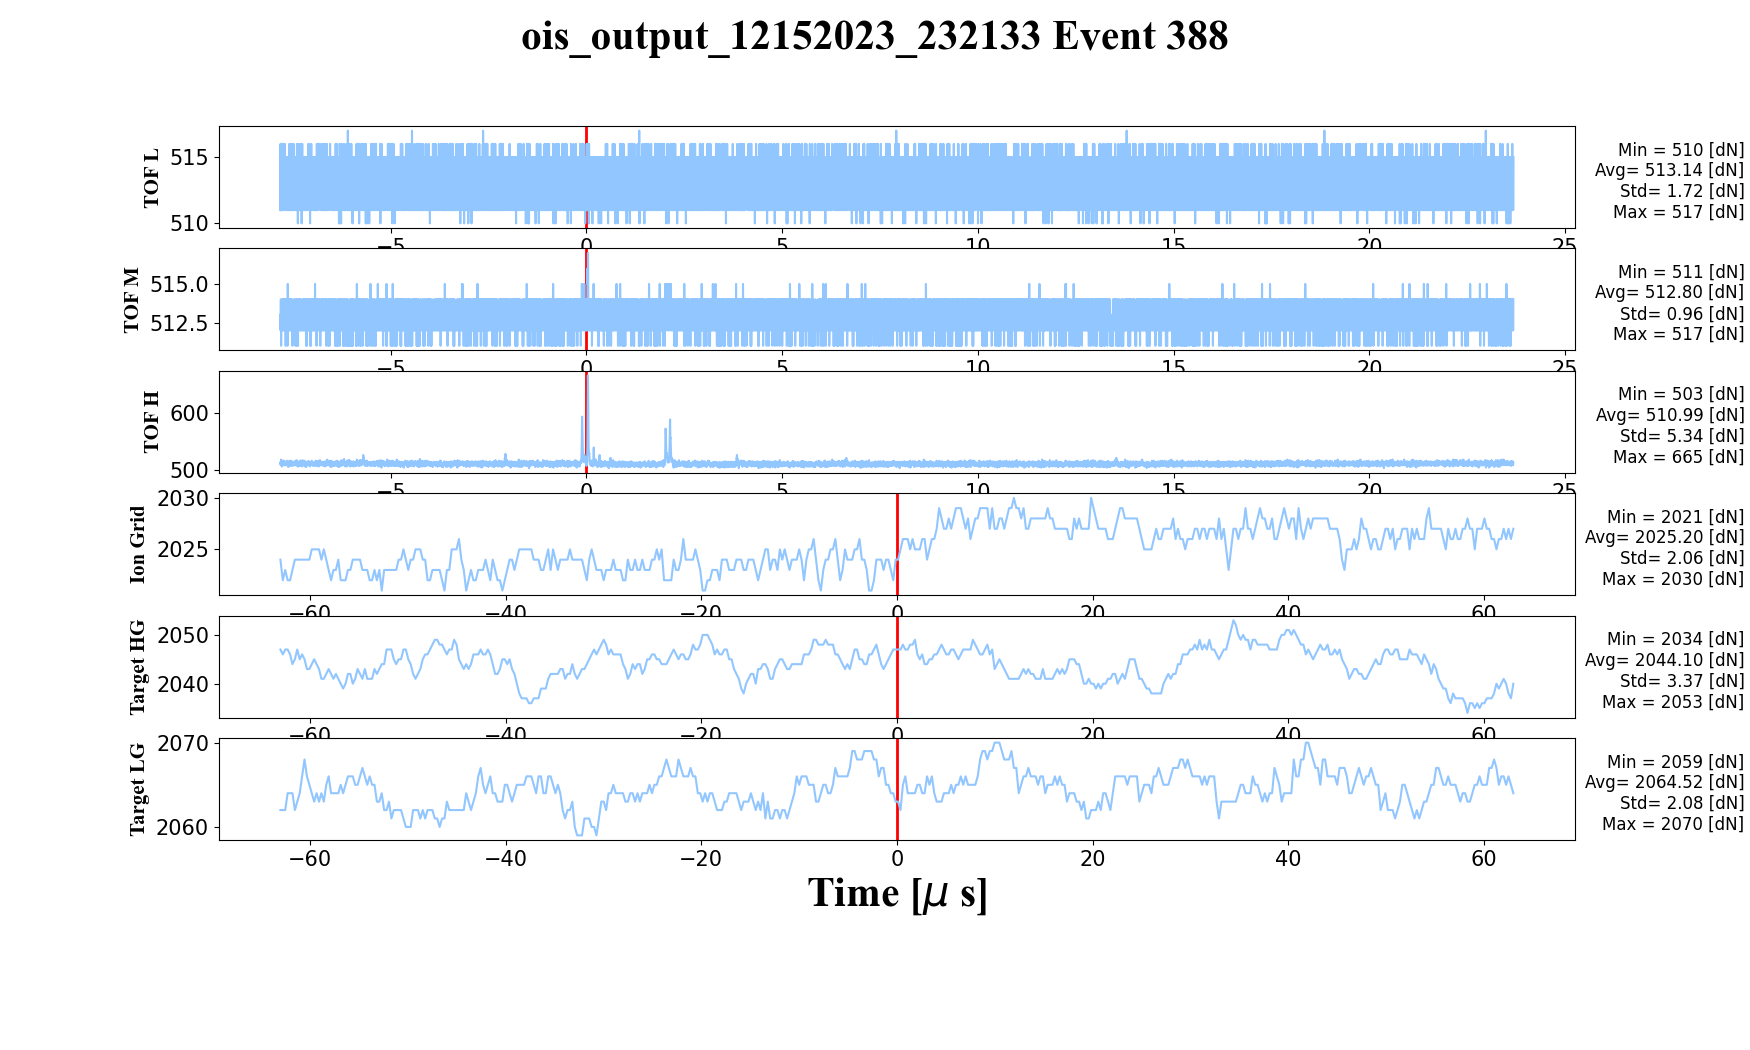 ois_output_12152023_232133 Event 388
TOF L
515
510
−5
0
5
10
15
20
25
Min = 510 [dN]
Avg= 513.14 [dN]
Std= 1.72 [dN]
Max = 517 [dN]
TOF M
515.0
512.5
−5
0
5
10
15
20
25
Min = 511 [dN]
Avg= 512.80 [dN]
Std= 0.96 [dN]
Max = 517 [dN]
TOF H
600
500
−5
0
5
10
15
20
25
Min = 503 [dN]
Avg= 510.99 [dN]
Std= 5.34 [dN]
Max = 665 [dN]
Ion Grid
2030
2025
−60
−40
−20
0
20
40
60
Min = 2021 [dN]
Avg= 2025.20 [dN]
Std= 2.06 [dN]
Max = 2030 [dN]
Target HG
2050
2040
−60
−40
−20
0
20
40
60
Min = 2034 [dN]
Avg= 2044.10 [dN]
Std= 3.37 [dN]
Max = 2053 [dN]
Target LG
2070
2060
−60
−40
−20
0
20
40
60
Min = 2059 [dN]
Avg= 2064.52 [dN]
Std= 2.08 [dN]
Max = 2070 [dN]
Time [μ s]